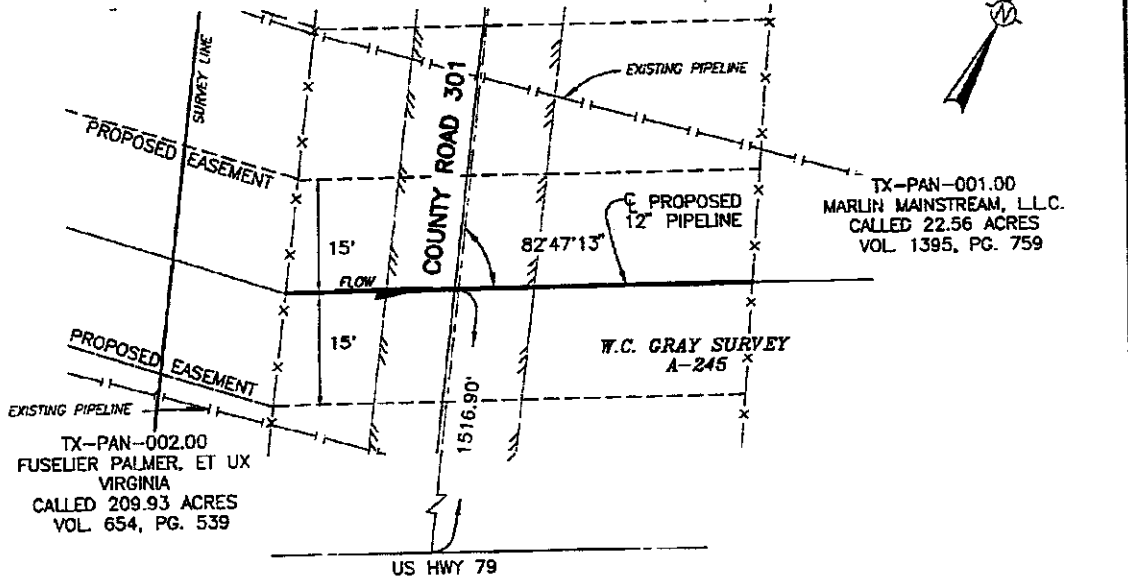 N
SURVEY LINE
EXISTING PIPELINE
COUNTY ROAD 301
PROPOSED EASEMENT
TX-PAN-001.00
MARLIN MAINSTREAM, L.L.C.
CALLED 22.56 ACRES
VOL. 1395, PG. 759
℄ PROPOSED
12" PIPELINE
15'
82°47'13"
FLOW
15'
W.C. GRAY SURVEY
A-245
PROPOSED EASEMENT
EXISTING PIPELINE
1516.90'
TX-PAN-002.00
FUSELIER PALMER, ET UX
VIRGINIA
CALLED 209.93 ACRES
VOL. 654, PG. 539
US HWY 79